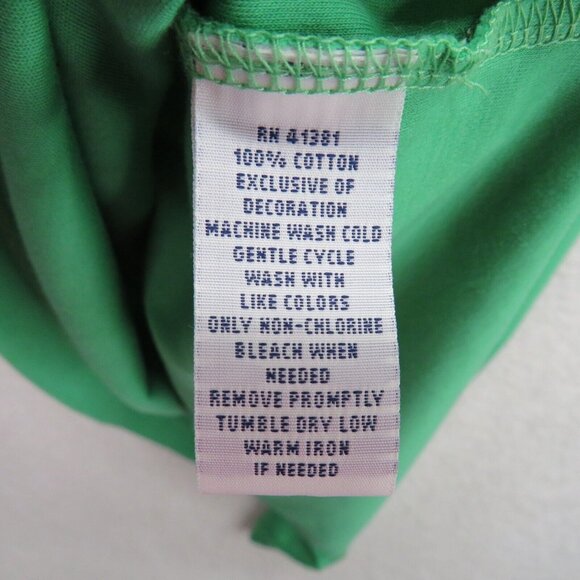 RN 41381
100% COTTON
EXCLUSIVE OF
DECORATION
MACHINE WASH COLD
GENTLE CYCLE
WASH WITH
LIKE COLORS
ONLY NON-CHLORINE
BLEACH WHEN
NEEDED
REMOVE PROMPTLY
TUMBLE DRY LOW
WARM IRON
IF NEEDED